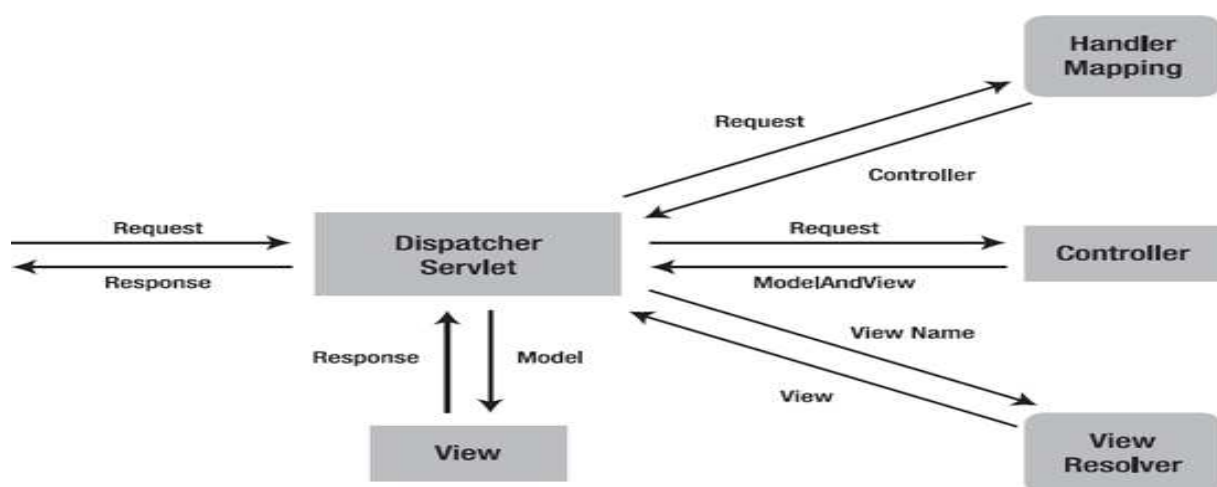 Handler
Mapping
Request
Controller
Request
Response
Dispatcher
Servlet
Request
ModelAndView
Controller
Response
Model
View Name
View
View
View
Resolver